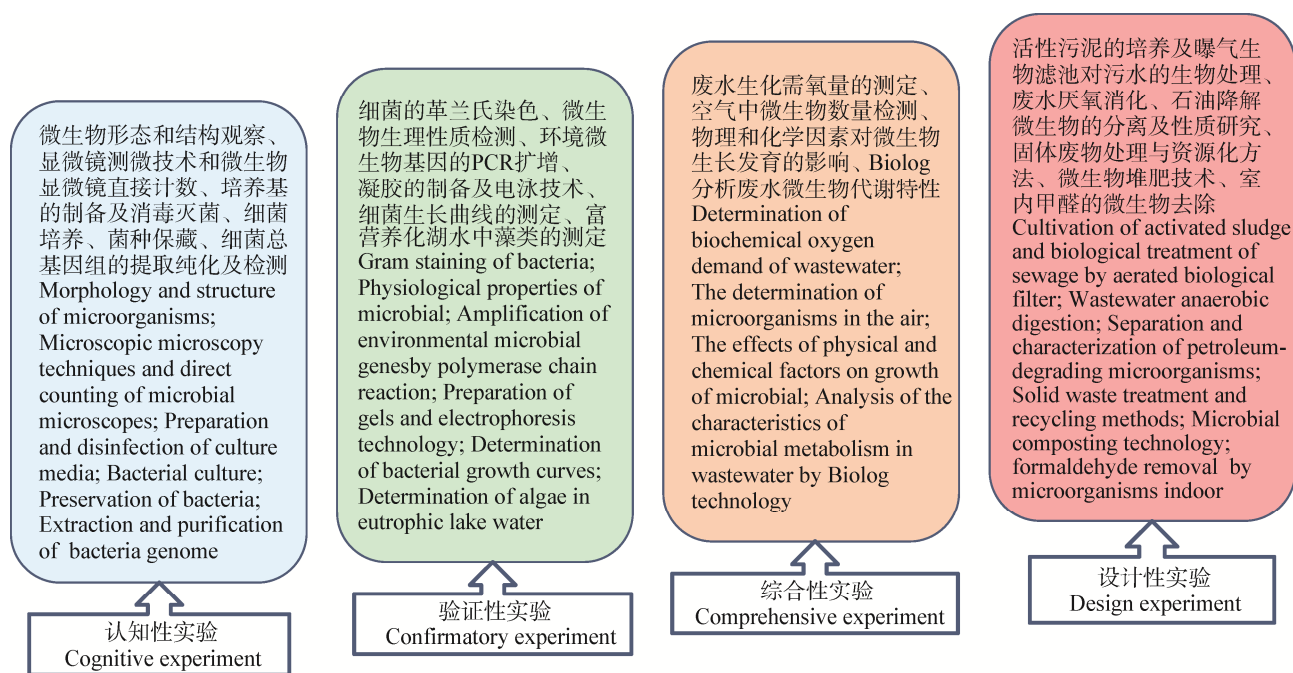 微生物形态和结构观察、
显微镜测微技术和微生物
显微镜直接计数、培养基
的制备及消毒灭菌、细菌
培养、菌种保藏、细菌总
基因组的提取纯化及检测
Morphology and structure
of microorganisms;
Microscopic microscopy
techniques and direct
counting of microbial
microscopes; Preparation
and disinfection of culture
media; Bacterial culture;
Preservation of bacteria;
Extraction and purification
of bacteria genome
认知性实验
Cognitive experiment
细菌的革兰氏染色、微生
物生理性质检测、环境微
生物基因的PCR扩增、
凝胶的制备及电泳技术、
细菌生长曲线的测定、富
营养化湖水中藻类的测定
Gram staining of bacteria;
Physiological properties of
microbial; Amplification of
environmental microbial
genesby polymerase chain
reaction; Preparation of
gels and electrophoresis
technology; Determination
of bacterial growth curves;
Determination of algae in
eutrophic lake water
验证性实验
Confirmatory experiment
废水生化需氧量的测定、
空气中微生物数量检测、
物理和化学因素对微生物
生长发育的影响、Biolog
分析废水微生物代谢特性
Determination of
biochemical oxygen
demand of wastewater;
The determination of
microorganisms in the air;
The effects of physical and
chemical factors on growth
of microbial; Analysis of the
characteristics of
microbial metabolism in
wastewater by Biolog
technology
综合性实验
Comprehensive experiment
活性污泥的培养及曝气生
物滤池对污水的生物处理、
废水厌氧消化、石油降解
微生物的分离及性质研究、
固体废物处理与资源化方
法、微生物堆肥技术、室
内甲醛的微生物去除
Cultivation of activated sludge
and biological treatment of
sewage by aerated biological
filter; Wastewater anaerobic
digestion; Separation and
characterization of petroleum-
degrading microorganisms;
Solid waste treatment and
recycling methods; Microbial
composting technology;
formaldehyde removal by
microorganisms indoor
设计性实验
Design experiment